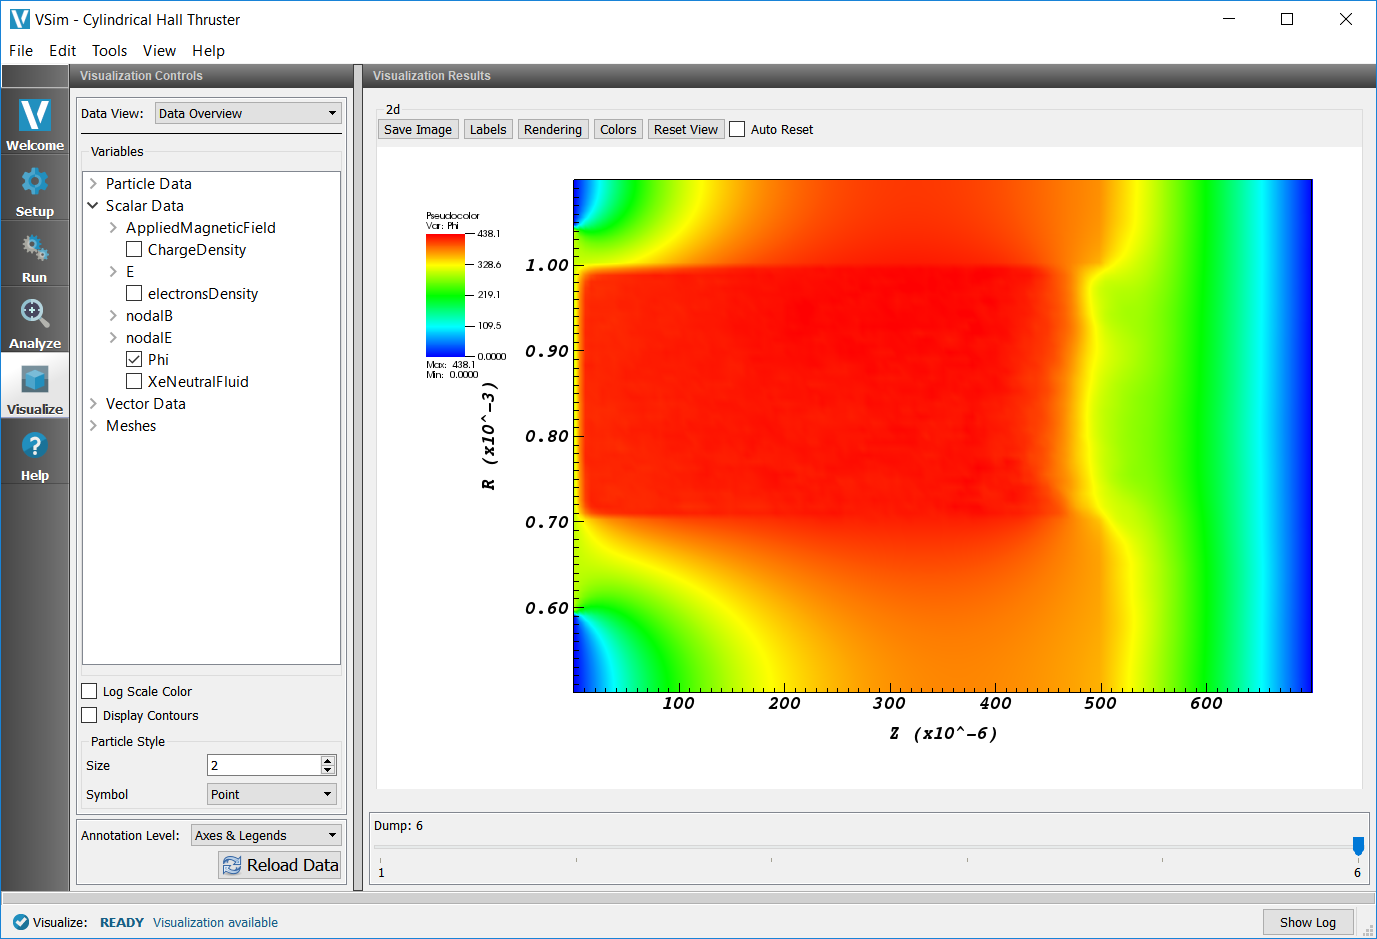 VSim - Cylindrical Hall Thruster
File Edit Tools View Help
Visualization Controls
Visualization Results
Welcome
Setup
Run
Analyze
Visualize
Help
Data View: Data Overview
Variables
Particle Data
Scalar Data
AppliedMagneticField
ChargeDensity
E
electronsDensity
nodalB
nodalE
Phi
XeNeutralFluid
Vector Data
Meshes
Log Scale Color
Display Contours
Particle Style
Size 2
Symbol Point
Annotation Level: Axes & Legends
Reload Data
2d
Save Image Labels Rendering Colors Reset View Auto Reset
Pseudocolor
Var: Phi
438.1
328.6
219.1
109.5
0.0000
Max: 438.1
Min: 0.0000
R (x10^-3)
1.00
0.90
0.80
0.70
0.60
100 200 300 400 500 600
Z (x10^-6)
Dump: 6
1 6
Visualize: READY Visualization available
Show Log